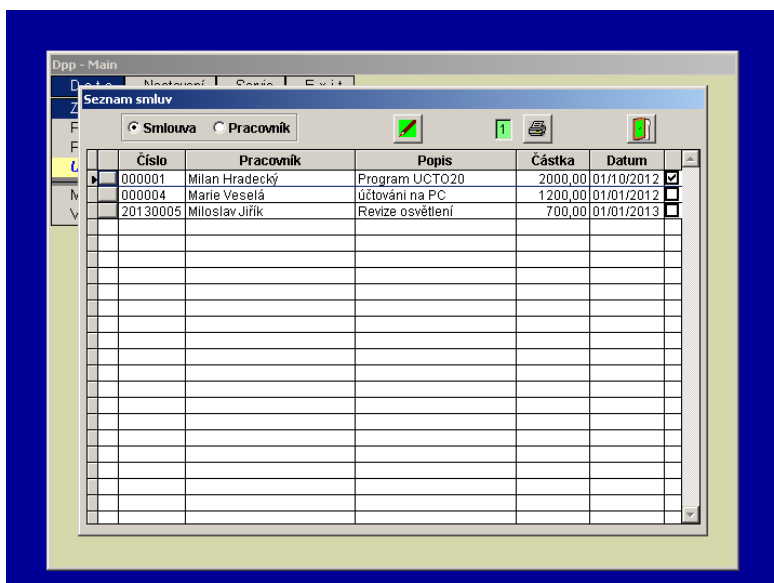 Dpp - Main
Seznam smluv
Smlouva Pracovník 1
Číslo Pracovník Popis Částka Datum
000001 Milan Hradecký Program UCTO20 2000,00 01/10/2012
000004 Marie Veselá účtováni na PC 1200,00 01/01/2012
20130005 Miloslav Jiřík Revize osvětlení 700,00 01/01/2013